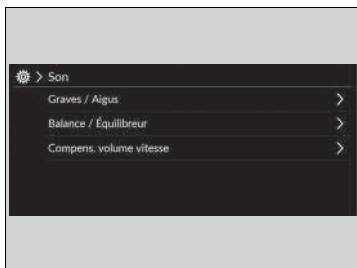 Son
Graves / Aigus
Balance / Équilibreur
Compens. volume vitesse